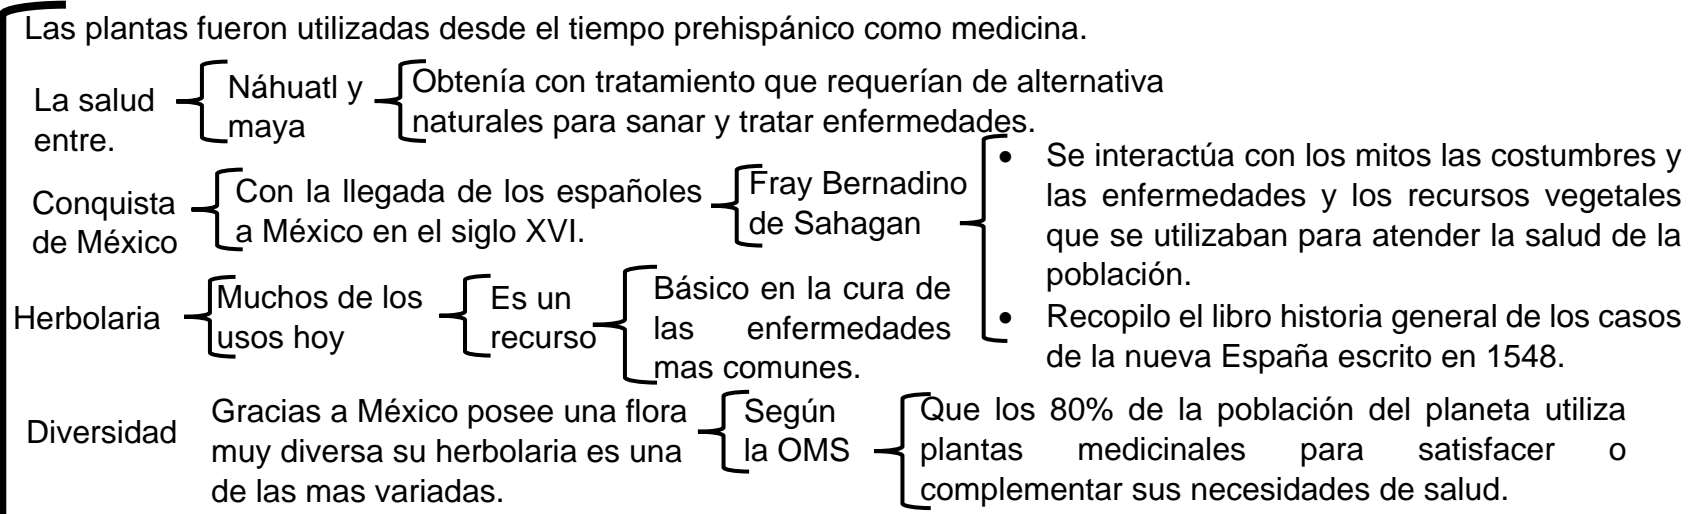 Las plantas fueron utilizadas desde el tiempo prehispánico como medicina.
La salud
entre.
Náhuatl y
maya
Obtenía con tratamiento que requerían de alternativa
naturales para sanar y tratar enfermedades.
Conquista
de México
Con la llegada de los españoles
a México en el siglo XVI.
Fray Bernadino
de Sahagan
• Se interactúa con los mitos las costumbres y
las enfermedades y los recursos vegetales
que se utilizaban para atender la salud de la
población.
• Recopilo el libro historia general de los casos
de la nueva España escrito en 1548.
Herbolaria
Muchos de los
usos hoy
Es un
recurso
Básico en la cura de
las enfermedades
mas comunes.
Diversidad
Gracias a México posee una flora
muy diversa su herbolaria es una
de las mas variadas.
Según
la OMS
Que los 80% de la población del planeta utiliza
plantas medicinales para satisfacer o
complementar sus necesidades de salud.